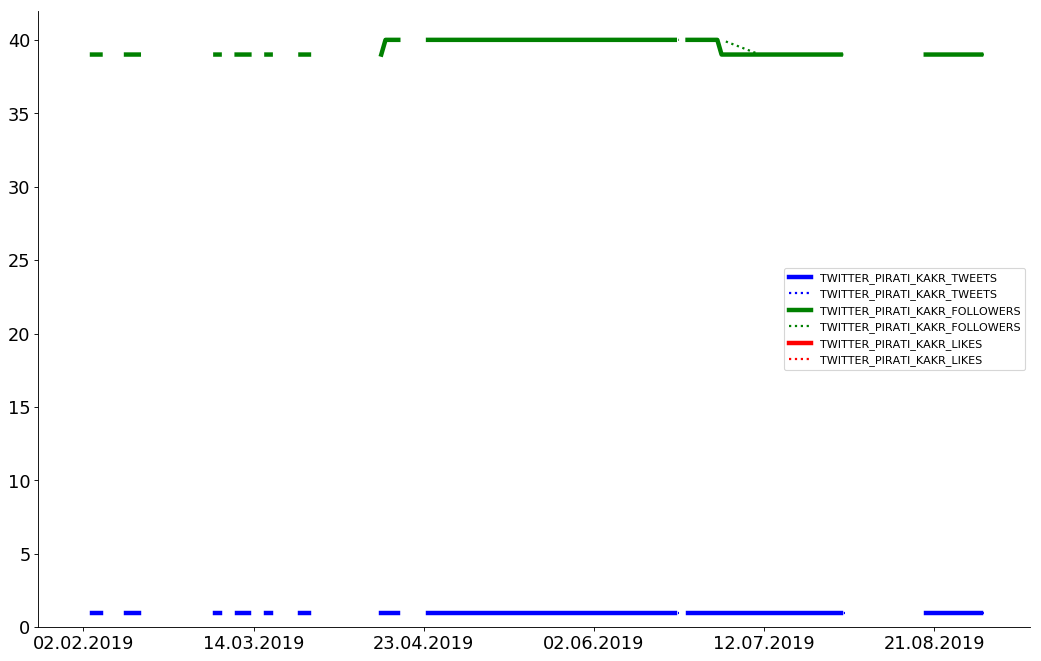 40
35
30
25
20
15
10
5
0
TWITTER_PIRATI_KAKR_TWEETS
TWITTER_PIRATI_KAKR_TWEETS
TWITTER_PIRATI_KAKR_FOLLOWERS
TWITTER_PIRATI_KAKR_FOLLOWERS
TWITTER_PIRATI_KAKR_LIKES
TWITTER_PIRATI_KAKR_LIKES
02.02.2019 14.03.2019 23.04.2019 02.06.2019 12.07.2019 21.08.2019